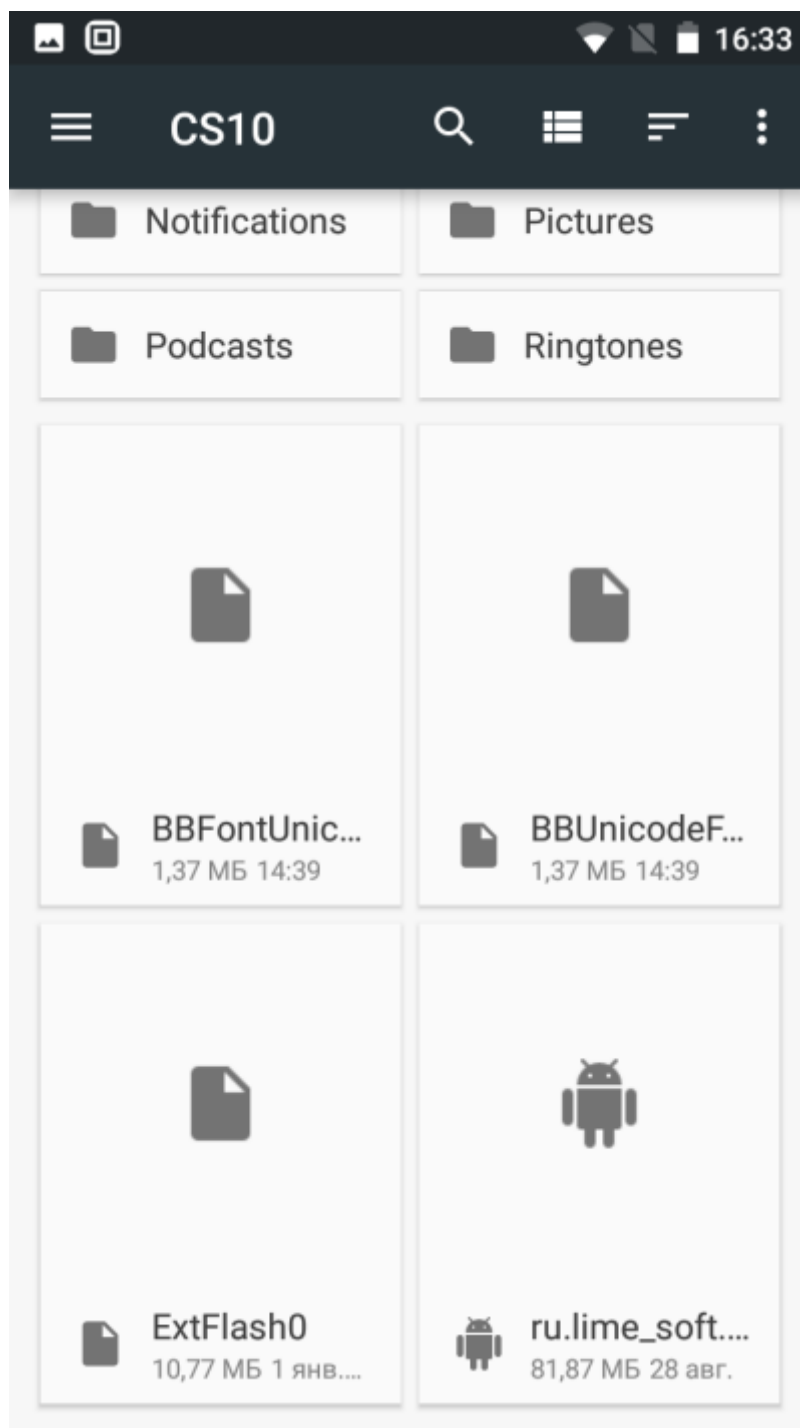 16:33
CS10
Notifications
Pictures
Podcasts
Ringtones
BBFontUnic...
1,37 МБ 14:39
BBUnicodeF...
1,37 МБ 14:39
ExtFlash0
10,77 МБ 1 янв....
ru.lime_soft....
81,87 МБ 28 авг.